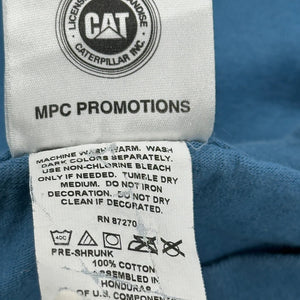 LICENSED MERCHANDISE
CAT
CATERPILLAR INC.
MPC PROMOTIONS
MACHINE WASH WARM. WASH
DARK COLORS SEPARATELY.
USE NON-CHLORINE BLEACH
ONLY IF NEEDED. TUMBLE DRY
MEDIUM. DO NOT IRON
DECORATION. DO NOT DRY
CLEAN IF DECORATED.
RN 87270
PRE-SHRUNK
100% COTTON
ASSEMBLED IN
HONDURAS
OF U.S. COMPONENTS